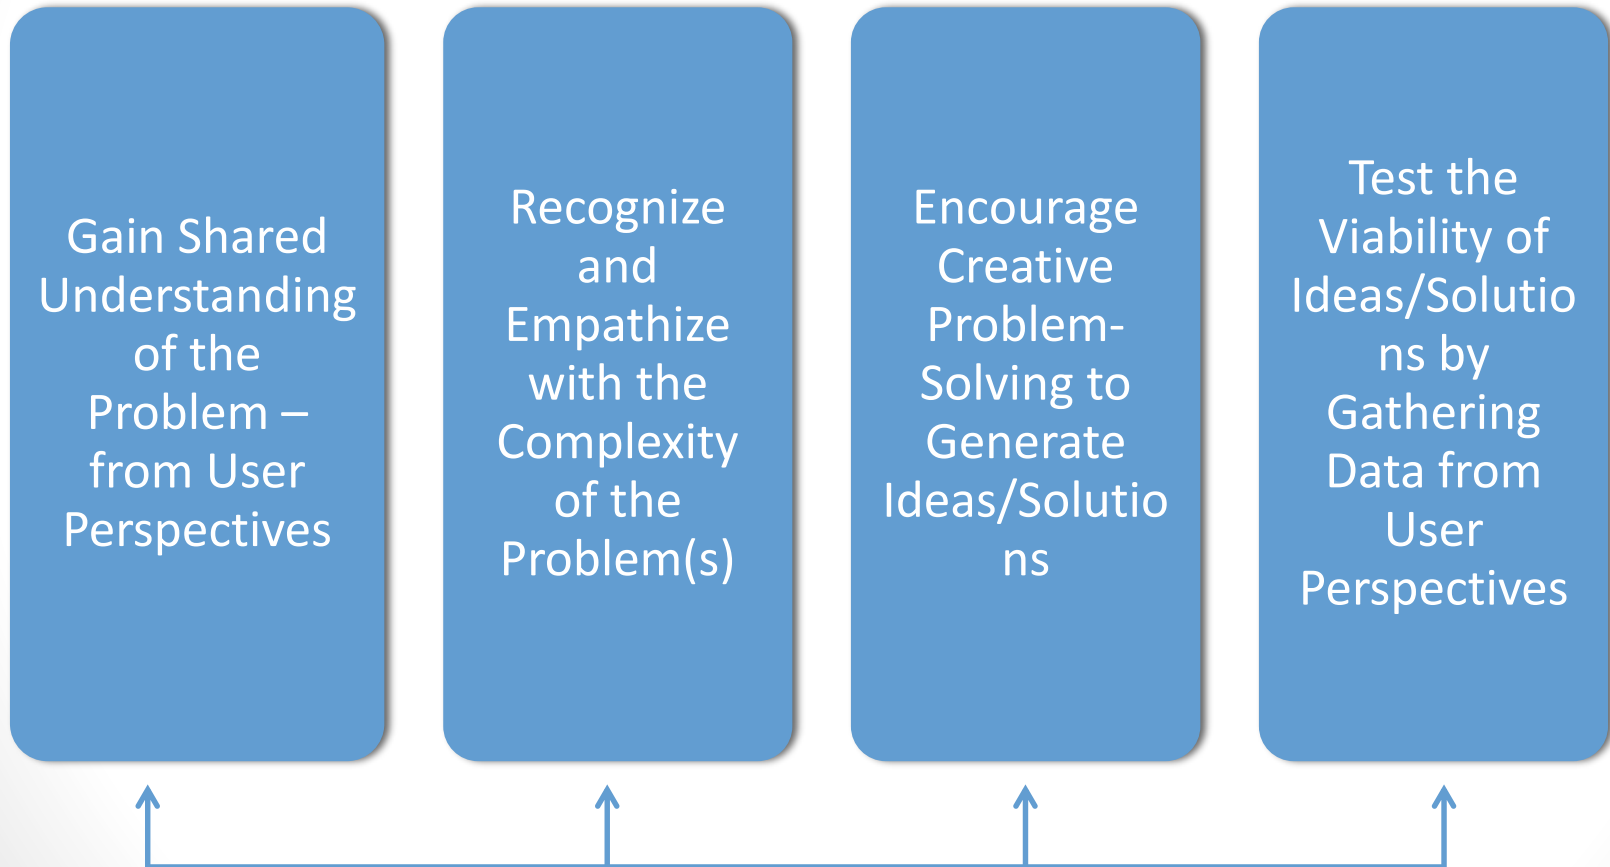 Gain Shared
Understanding
of the
Problem –
from User
Perspectives
Recognize
and
Empathize
with the
Complexity
of the
Problem(s)
Encourage
Creative
Problem-
Solving to
Generate
Ideas/Solutio
ns
Test the
Viability of
Ideas/Solutio
ns by
Gathering
Data from
User
Perspectives